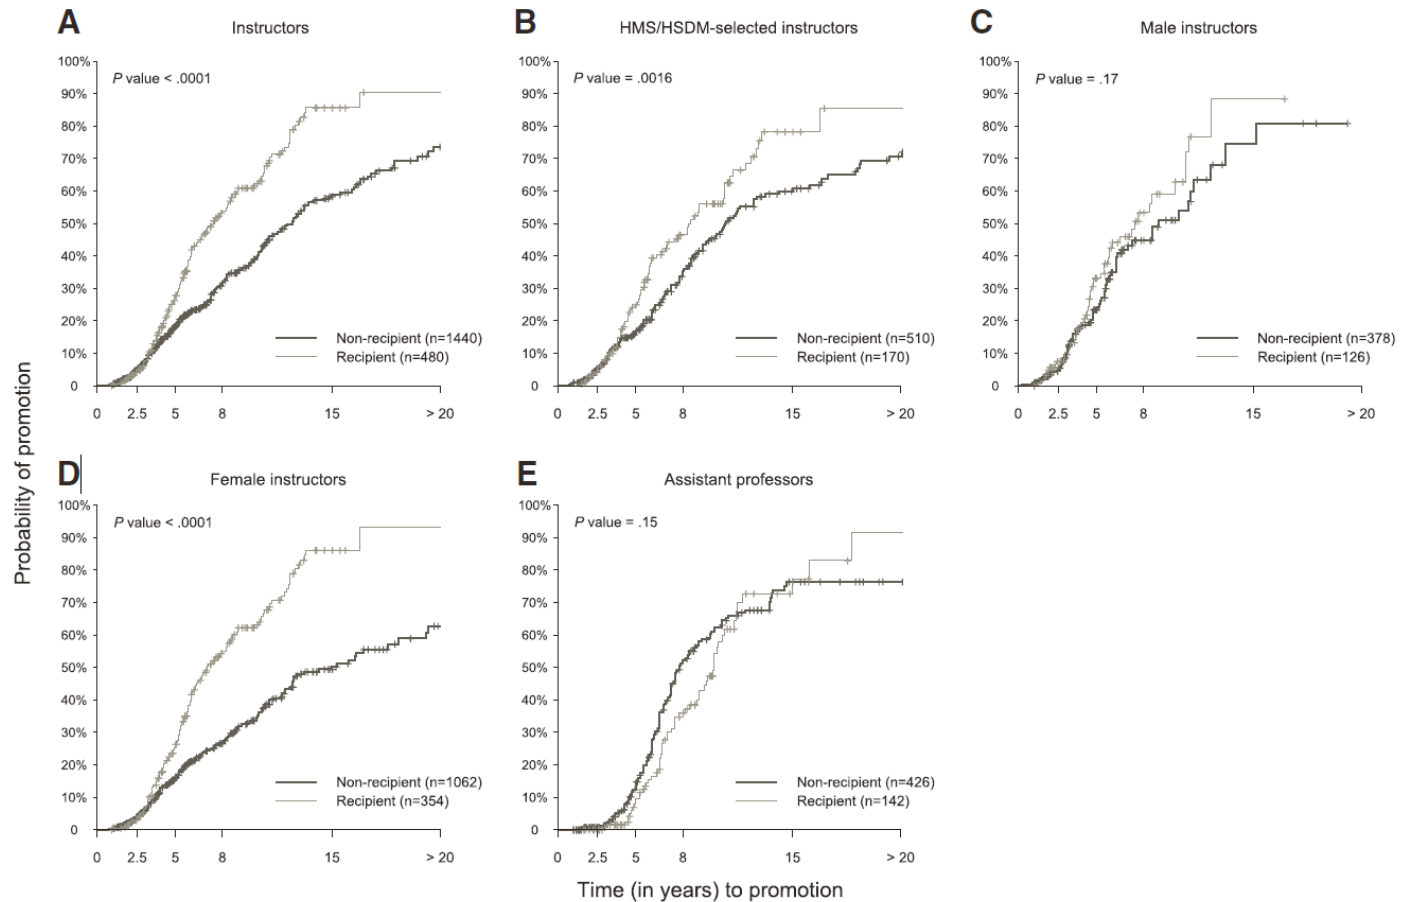 A
Instructors
P value < .0001
100%
90%
80%
70%
60%
50%
40%
30%
20%
10%
0
Non-recipient (n=1440)
Recipient (n=480)
0 2.5 5 8 15 > 20
B
HMS/HSDM-selected instructors
P value = .0016
100%
90%
80%
70%
60%
50%
40%
30%
20%
10%
0
Non-recipient (n=510)
Recipient (n=170)
0 2.5 5 8 15 > 20
C
Male instructors
P value = .17
100%
90%
80%
70%
60%
50%
40%
30%
20%
10%
0
Non-recipient (n=378)
Recipient (n=126)
0 2.5 5 8 15 > 20
Probability of promotion
D
Female instructors
P value < .0001
100%
90%
80%
70%
60%
50%
40%
30%
20%
10%
0
Non-recipient (n=1062)
Recipient (n=354)
0 2.5 5 8 15 > 20
E
Assistant professors
P value = .15
100%
90%
80%
70%
60%
50%
40%
30%
20%
10%
0
Non-recipient (n=426)
Recipient (n=142)
0 2.5 5 8 15 > 20
Time (in years) to promotion